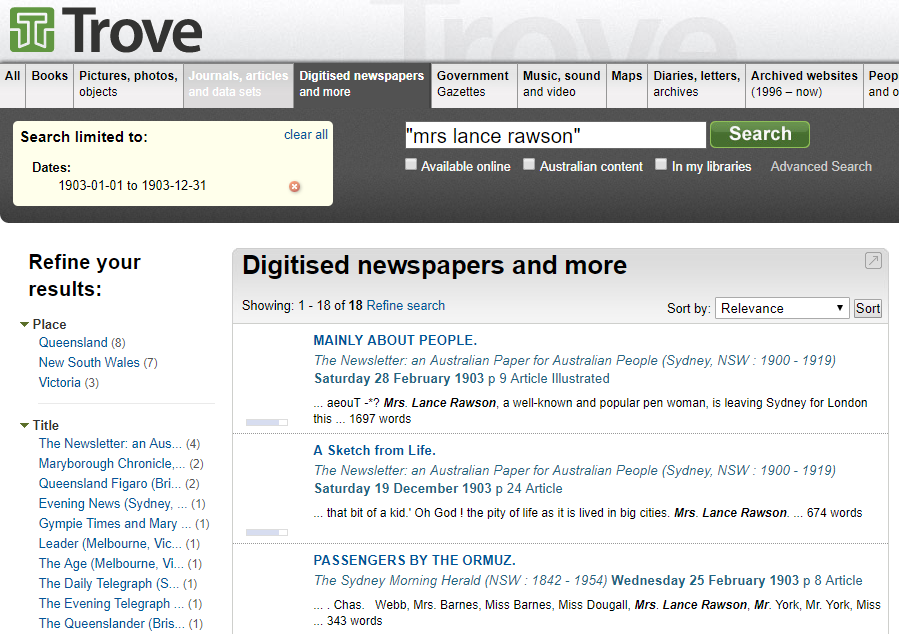 Trove
All
Books
Pictures, photos,
objects
Journals, articles
and data sets
Digitised newspapers
and more
Government
Gazettes
Music, sound
and video
Maps
Diaries, letters,
archives
Archived websites
(1996 – now)
Peop
and o
Search limited to:
clear all
Dates:
1903-01-01 to 1903-12-31
"mrs lance rawson"
Search
Available online
Australian content
In my libraries
Advanced Search
Refine your
results:
Place
Queensland (8)
New South Wales (7)
Victoria (3)
Title
The Newsletter: an Aus... (4)
Maryborough Chronicle,... (2)
Queensland Figaro (Bri... (2)
Evening News (Sydney, ... (1)
Gympie Times and Mary ... (1)
Leader (Melbourne, Vic... (1)
The Age (Melbourne, Vi... (1)
The Daily Telegraph (S... (1)
The Evening Telegraph ... (1)
The Queenslander (Bris... (1)
Digitised newspapers and more
Showing: 1 - 18 of 18 Refine search
Sort by: Relevance Sort
MAINLY ABOUT PEOPLE.
The Newsletter: an Australian Paper for Australian People (Sydney, NSW : 1900 - 1919)
Saturday 28 February 1903 p 9 Article Illustrated
... aeouT -*? Mrs. Lance Rawson, a well-known and popular pen woman, is leaving Sydney for London
this ... 1697 words
A Sketch from Life.
The Newsletter: an Australian Paper for Australian People (Sydney, NSW : 1900 - 1919)
Saturday 19 December 1903 p 24 Article
... that bit of a kid.' Oh God ! the pity of life as it is lived in big cities. Mrs. Lance Rawson. ... 674 words
PASSENGERS BY THE ORMUZ.
The Sydney Morning Herald (NSW : 1842 - 1954) Wednesday 25 February 1903 p 8 Article
... . Chas. Webb, Mrs. Barnes, Miss Barnes, Miss Dougall, Mrs. Lance Rawson, Mr. York, Mr. York, Miss
... 343 words